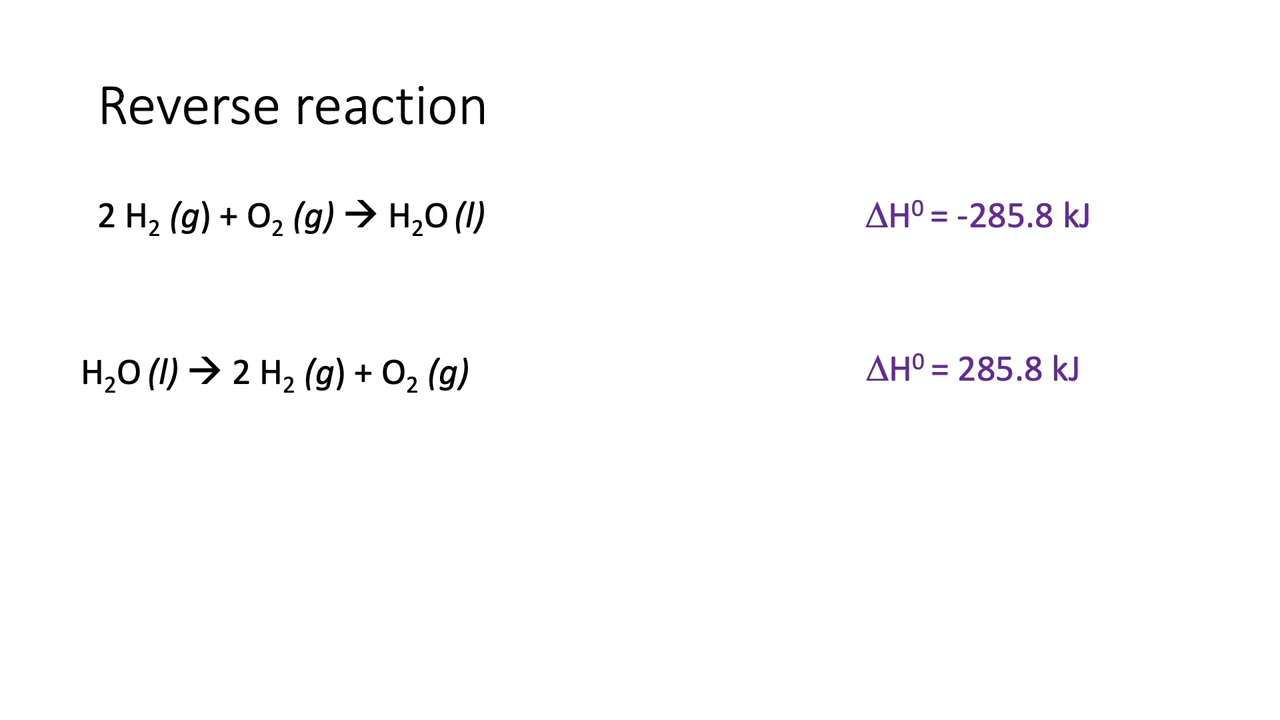 Reverse reaction
2 H₂ (g) + O₂ (g) → H₂O (l) ΔH⁰ = -285.8 kJ
H₂O (l) → 2 H₂ (g) + O₂ (g) ΔH⁰ = 285.8 kJ